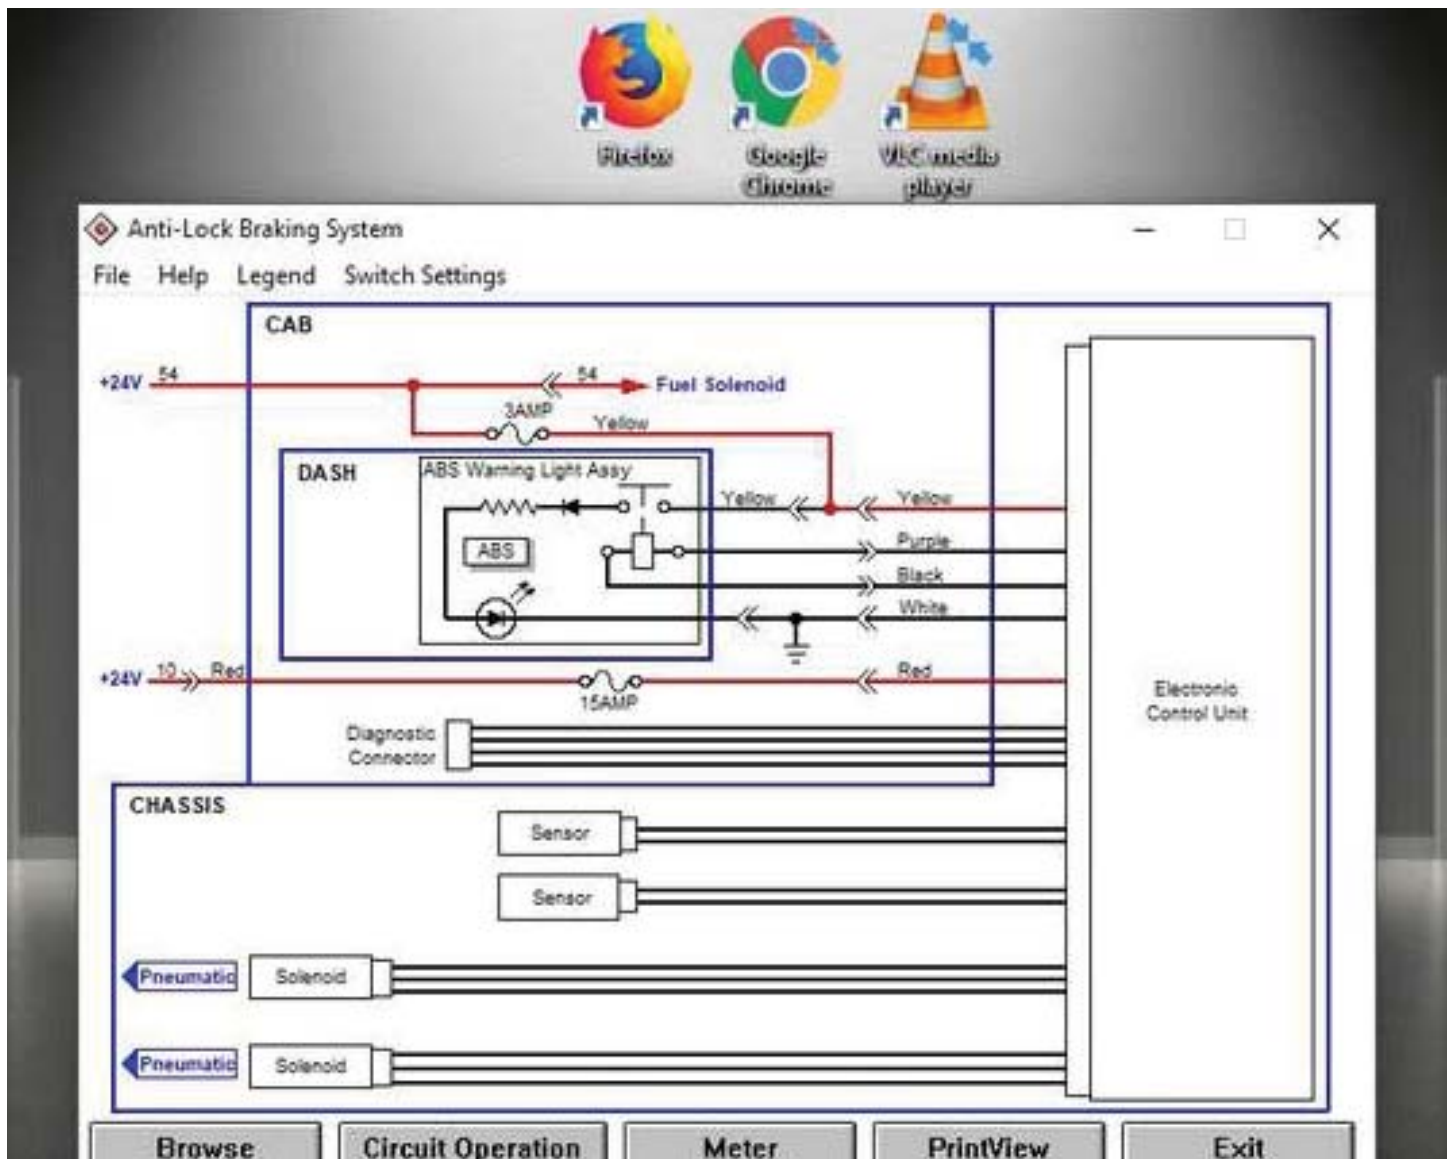 Firefox
Google
Chrome
VLC media
player
Anti-Lock Braking System
File Help Legend Switch Settings
CAB
+24V 54
54
Fuel Solenoid
3AMP
Yellow
DASH
ABS Warning Light Assy
Yellow
Yellow
ABS
Purple
Black
White
+24V 10 Red
Red
15AMP
Electronic
Control Unit
Diagnostic
Connector
CHASSIS
Sensor
Sensor
Pneumatic
Solenoid
Pneumatic
Solenoid
Browse
Circuit Operation
Meter
PrintView
Exit